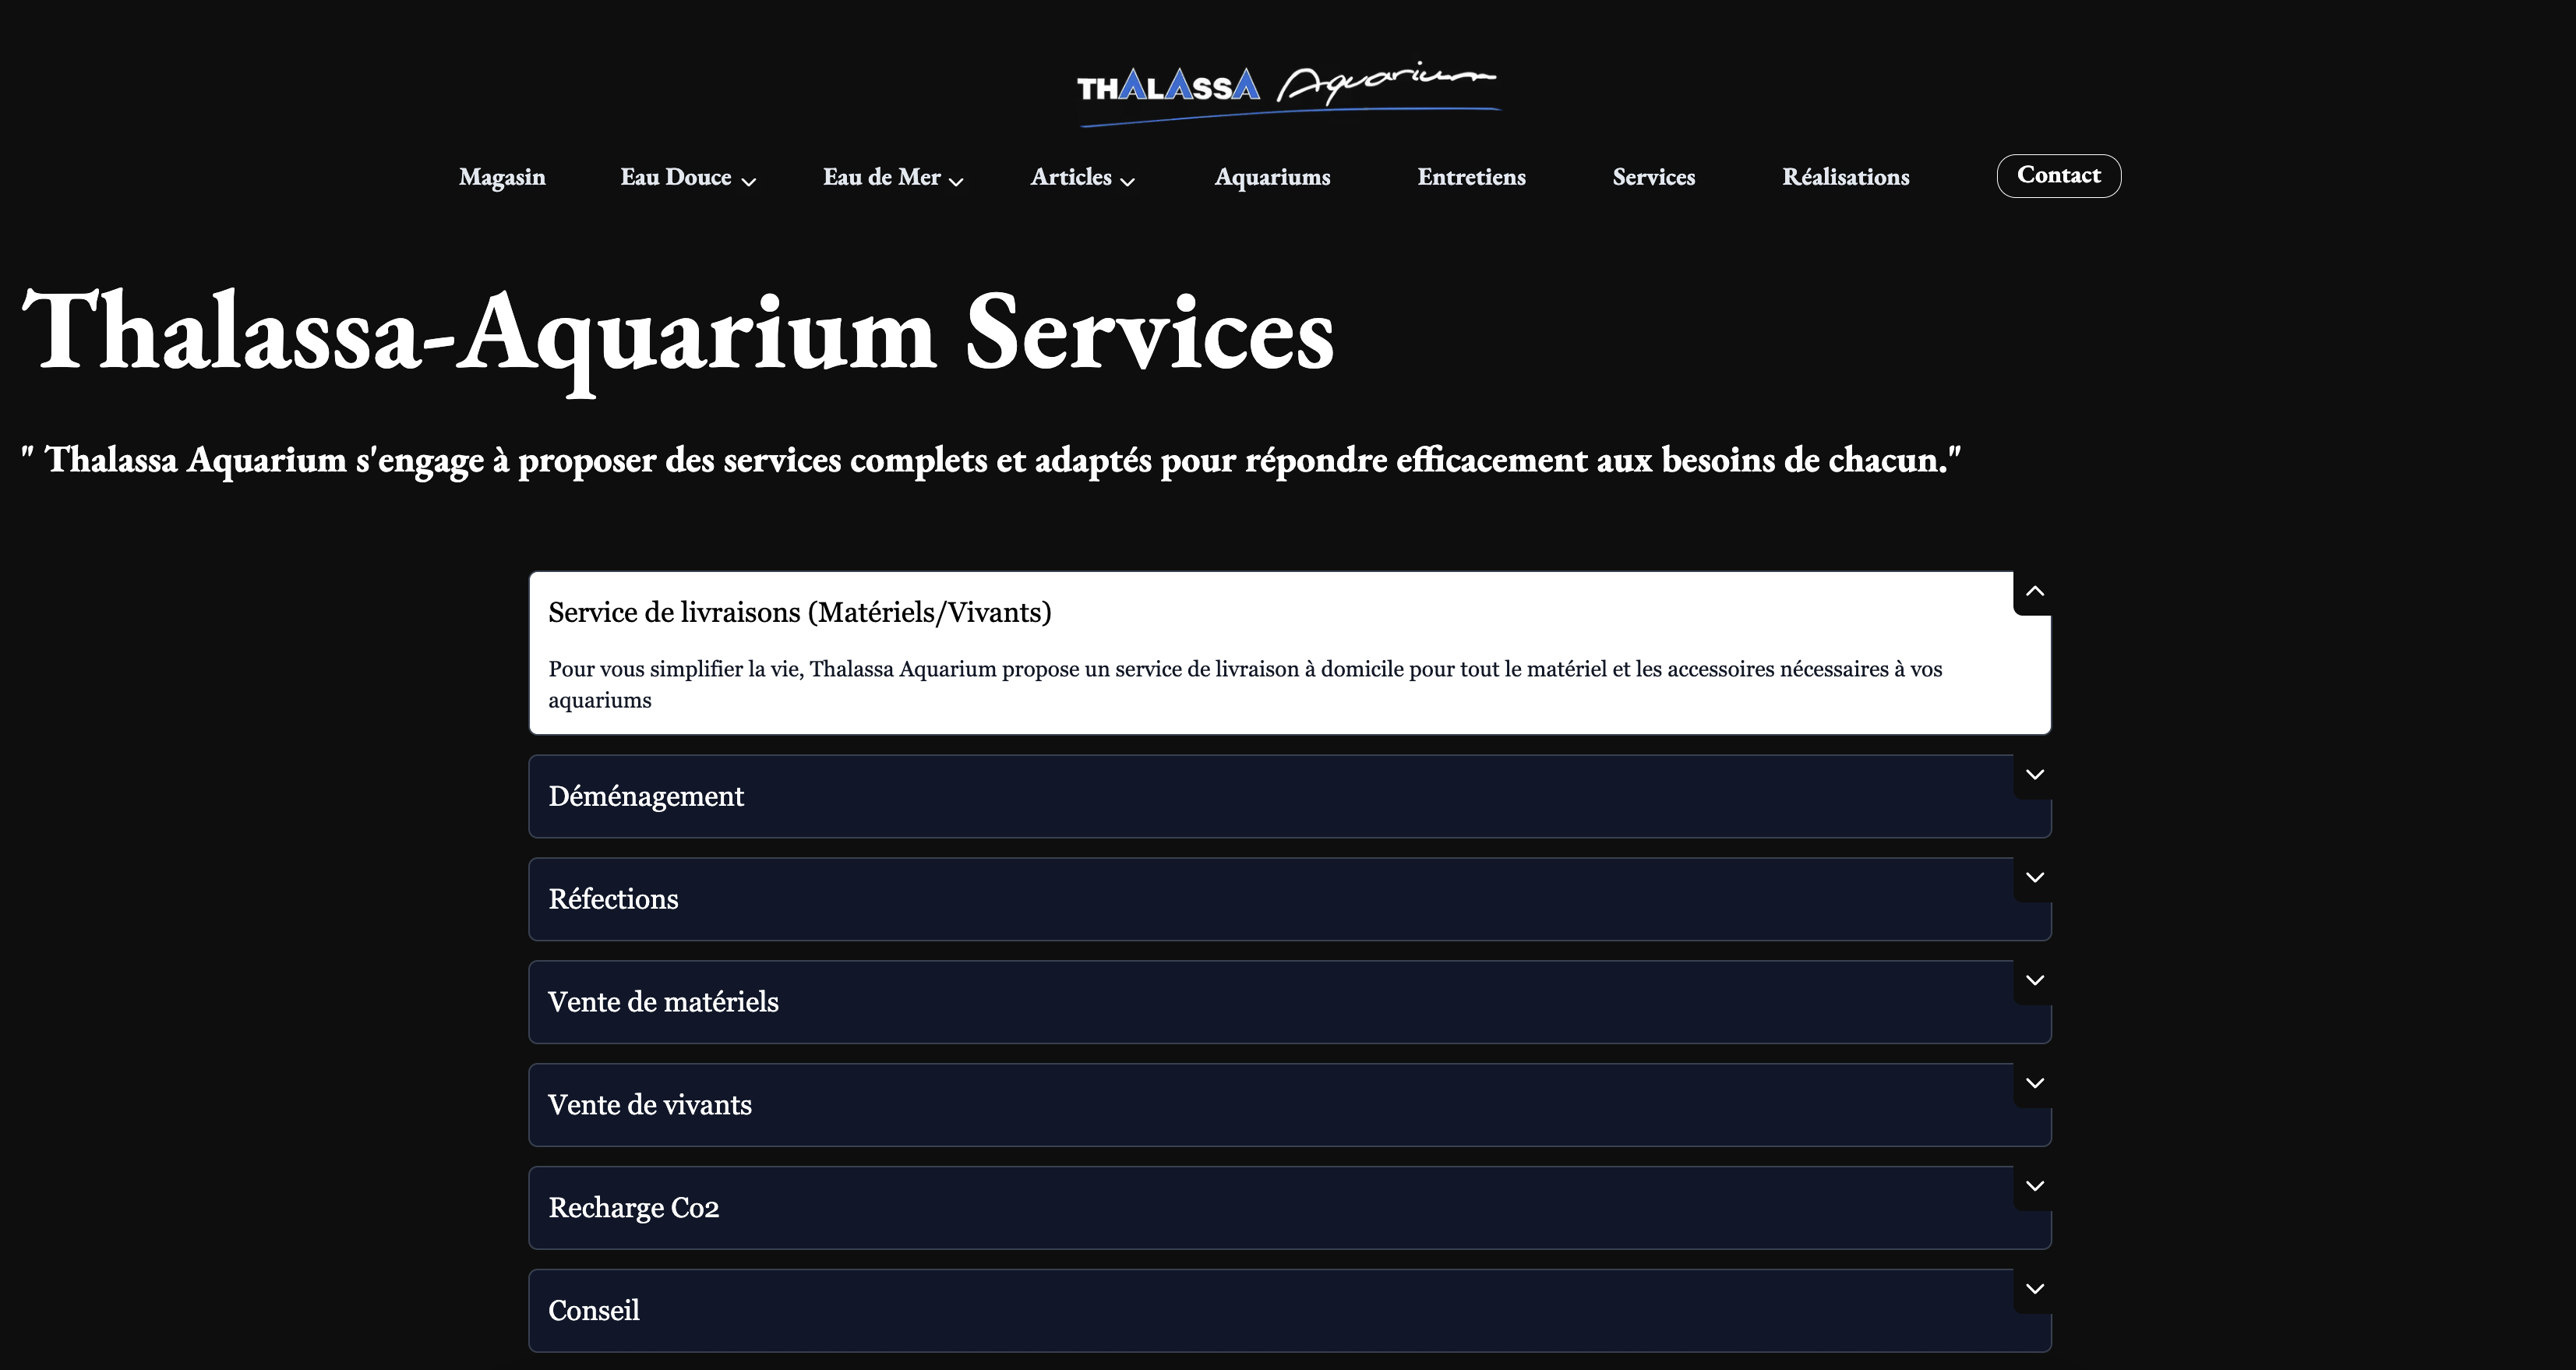 THALASSA Aquarium
Magasin Eau Douce Eau de Mer Articles Aquariums Entretiens Services Réalisations Contact
Thalassa-Aquarium Services
" Thalassa Aquarium s'engage à proposer des services complets et adaptés pour répondre efficacement aux besoins de chacun."
Service de livraisons (Matériels/Vivants)
Pour vous simplifier la vie, Thalassa Aquarium propose un service de livraison à domicile pour tout le matériel et les accessoires nécessaires à vos
aquariums
Déménagement
Réfections
Vente de matériels
Vente de vivants
Recharge Co2
Conseil